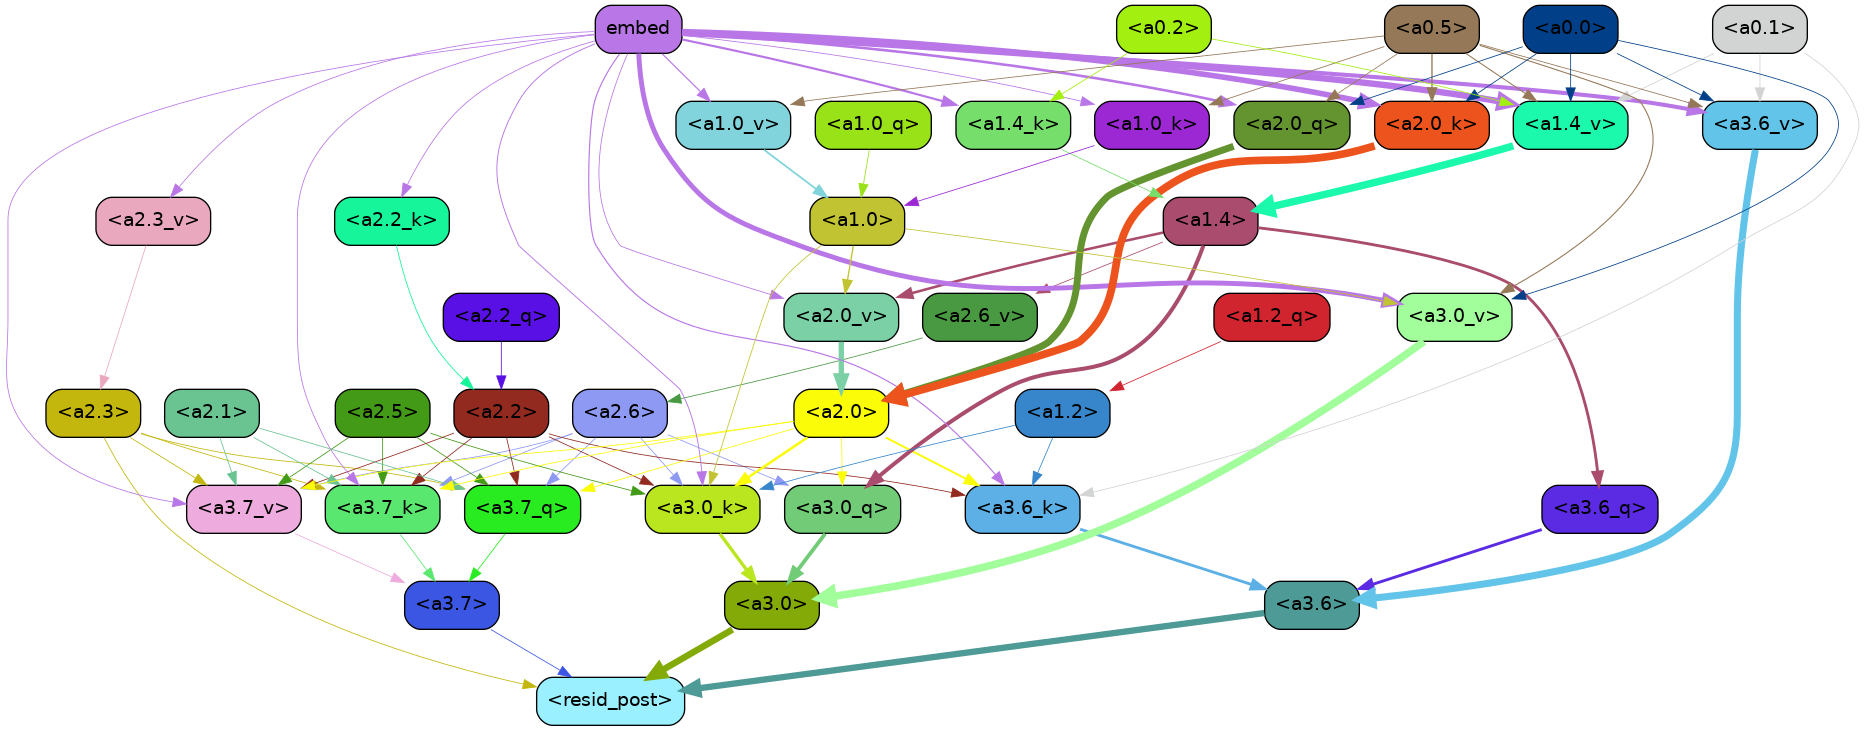 embed
<a0.2>
<a0.5>
<a0.0>
<a0.1>
<a1.0_v>
<a1.0_q>
<a1.4_k>
<a1.0_k>
<a2.0_q>
<a2.0_k>
<a1.4_v>
<a3.6_v>
<a2.3_v>
<a2.2_k>
<a1.0>
<a1.4>
<a2.2_q>
<a2.0_v>
<a2.6_v>
<a1.2_q>
<a3.0_v>
<a2.3>
<a2.1>
<a2.5>
<a2.2>
<a2.6>
<a2.0>
<a1.2>
<a3.7_v>
<a3.7_k>
<a3.7_q>
<a3.0_k>
<a3.0_q>
<a3.6_k>
<a3.6_q>
<a3.7>
<a3.0>
<a3.6>
<resid_post>